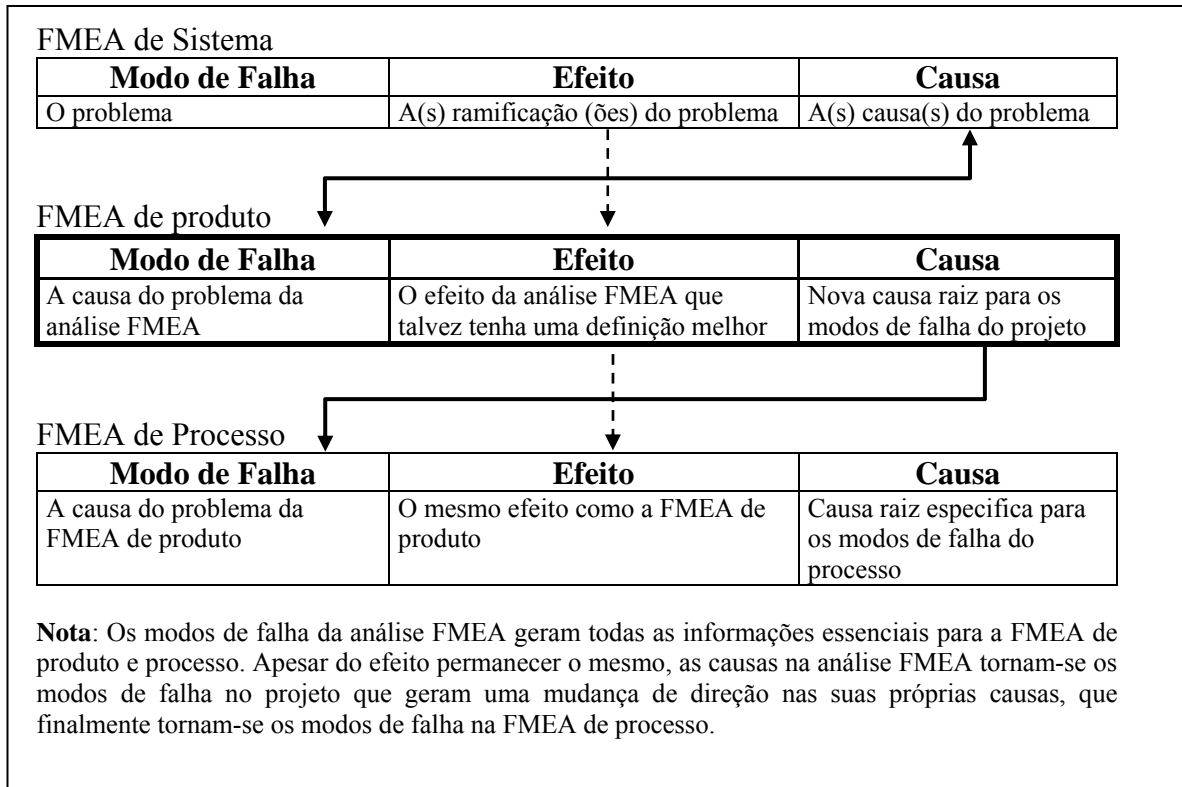 FMEA de Sistema
Modo de Falha Efeito Causa
O problema A(s) ramificação (ões) do problema A(s) causa(s) do problema
FMEA de produto
Modo de Falha Efeito Causa
A causa do problema da O efeito da análise FMEA que Nova causa raiz para os
análise FMEA talvez tenha uma definição melhor modos de falha do projeto
FMEA de Processo
Modo de Falha Efeito Causa
A causa do problema da O mesmo efeito como a FMEA de Causa raiz especifica para
FMEA de produto produto os modos de falha do
processo
Nota: Os modos de falha da análise FMEA geram todas as informações essenciais para a FMEA de
produto e processo. Apesar do efeito permanecer o mesmo, as causas na análise FMEA tornam-se os
modos de falha no projeto que geram uma mudança de direção nas suas próprias causas, que
finalmente tornam-se os modos de falha na FMEA de processo.